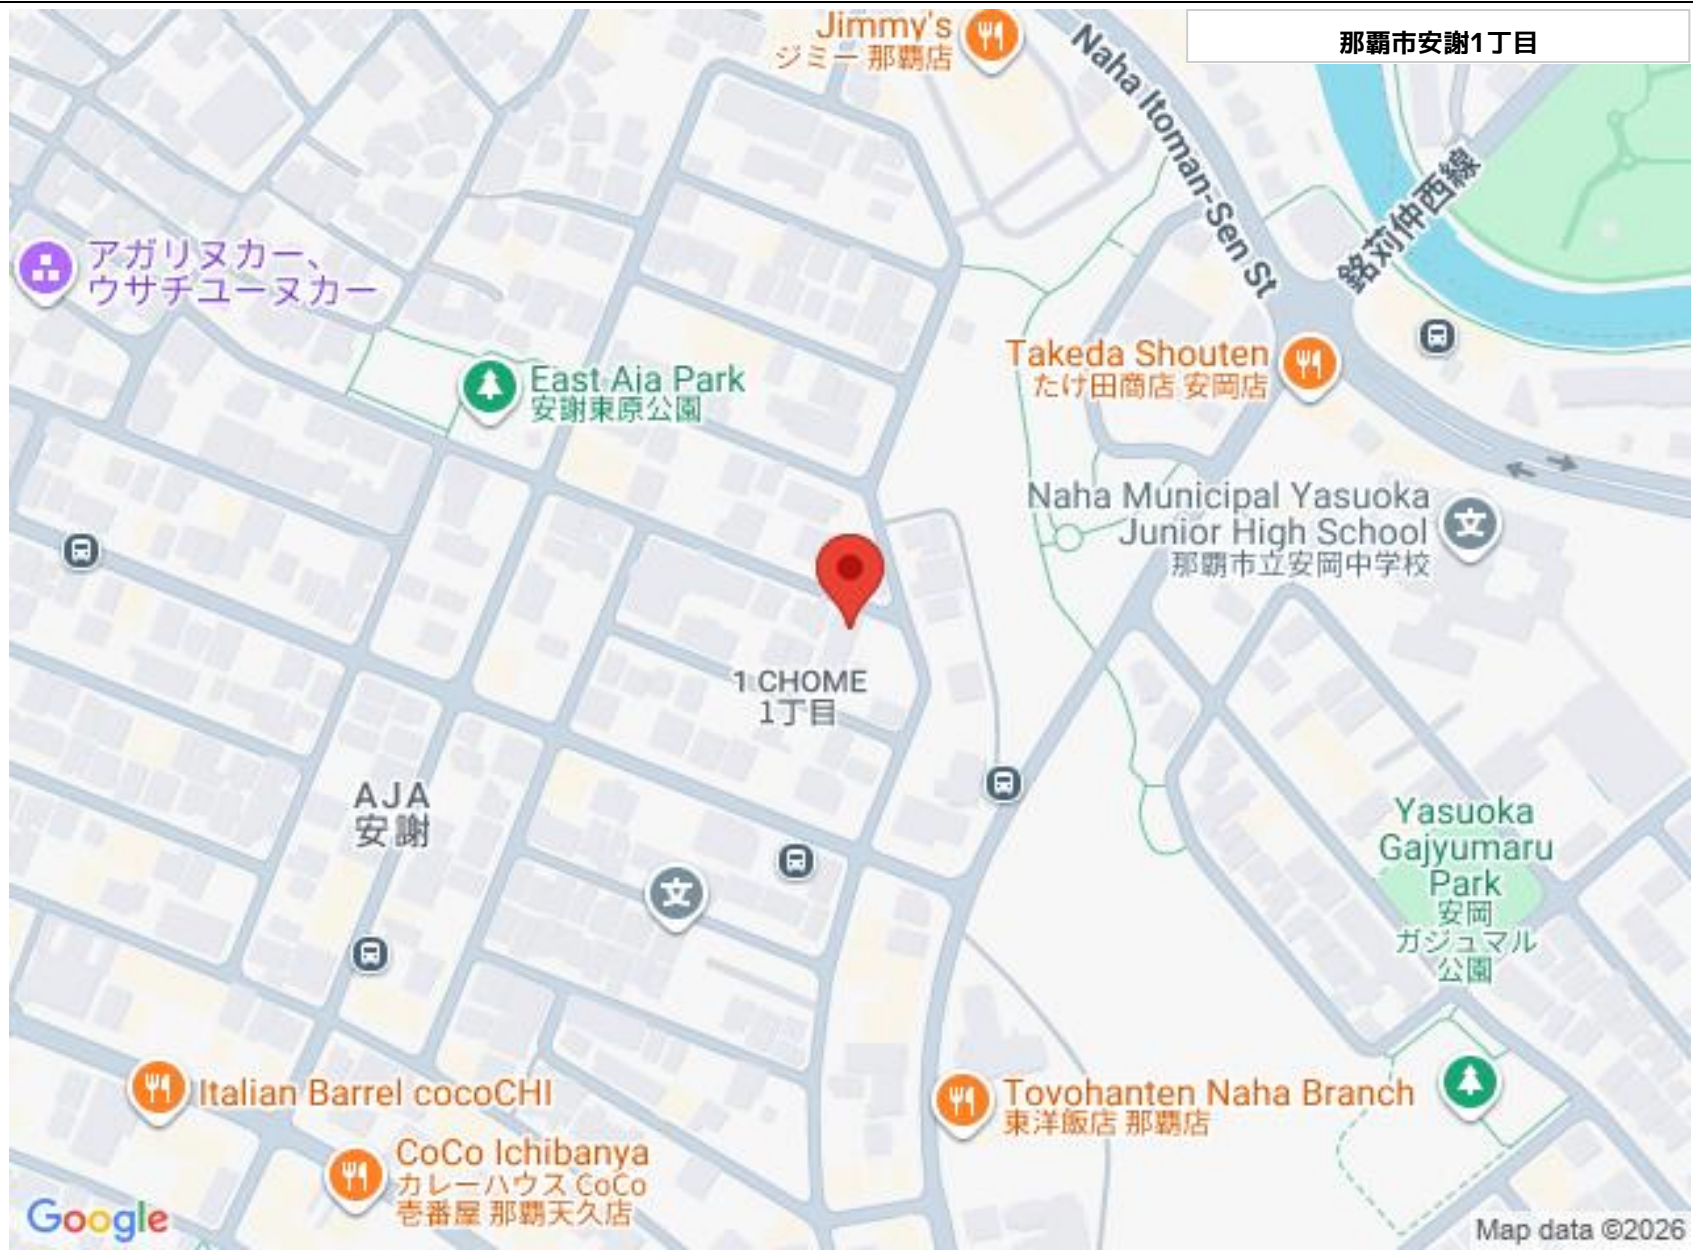 Jimmy's
ジミー 那覇店
那覇市安謝1丁目
Naha Itoman-Sen St
銘苅仲西線
アガリヌカー、
ウサチユーヌカー
Takeda Shouten
たけ田商店 安岡店
East Aja Park
安謝東原公園
Naha Municipal Yasuoka
Junior High School
那覇市立安岡中学校
文
1 CHOME
1丁目
AJA
安謝
文
Yasuoka
Gajyumaru
Park
安岡
ガジュマル
公園
Italian Barrel cocoCHI
Toyohanten Naha Branch
東洋飯店 那覇店
CoCo Ichibanya
カレーハウス CoCo
壱番屋 那覇天久店
Google
Map data ©2026